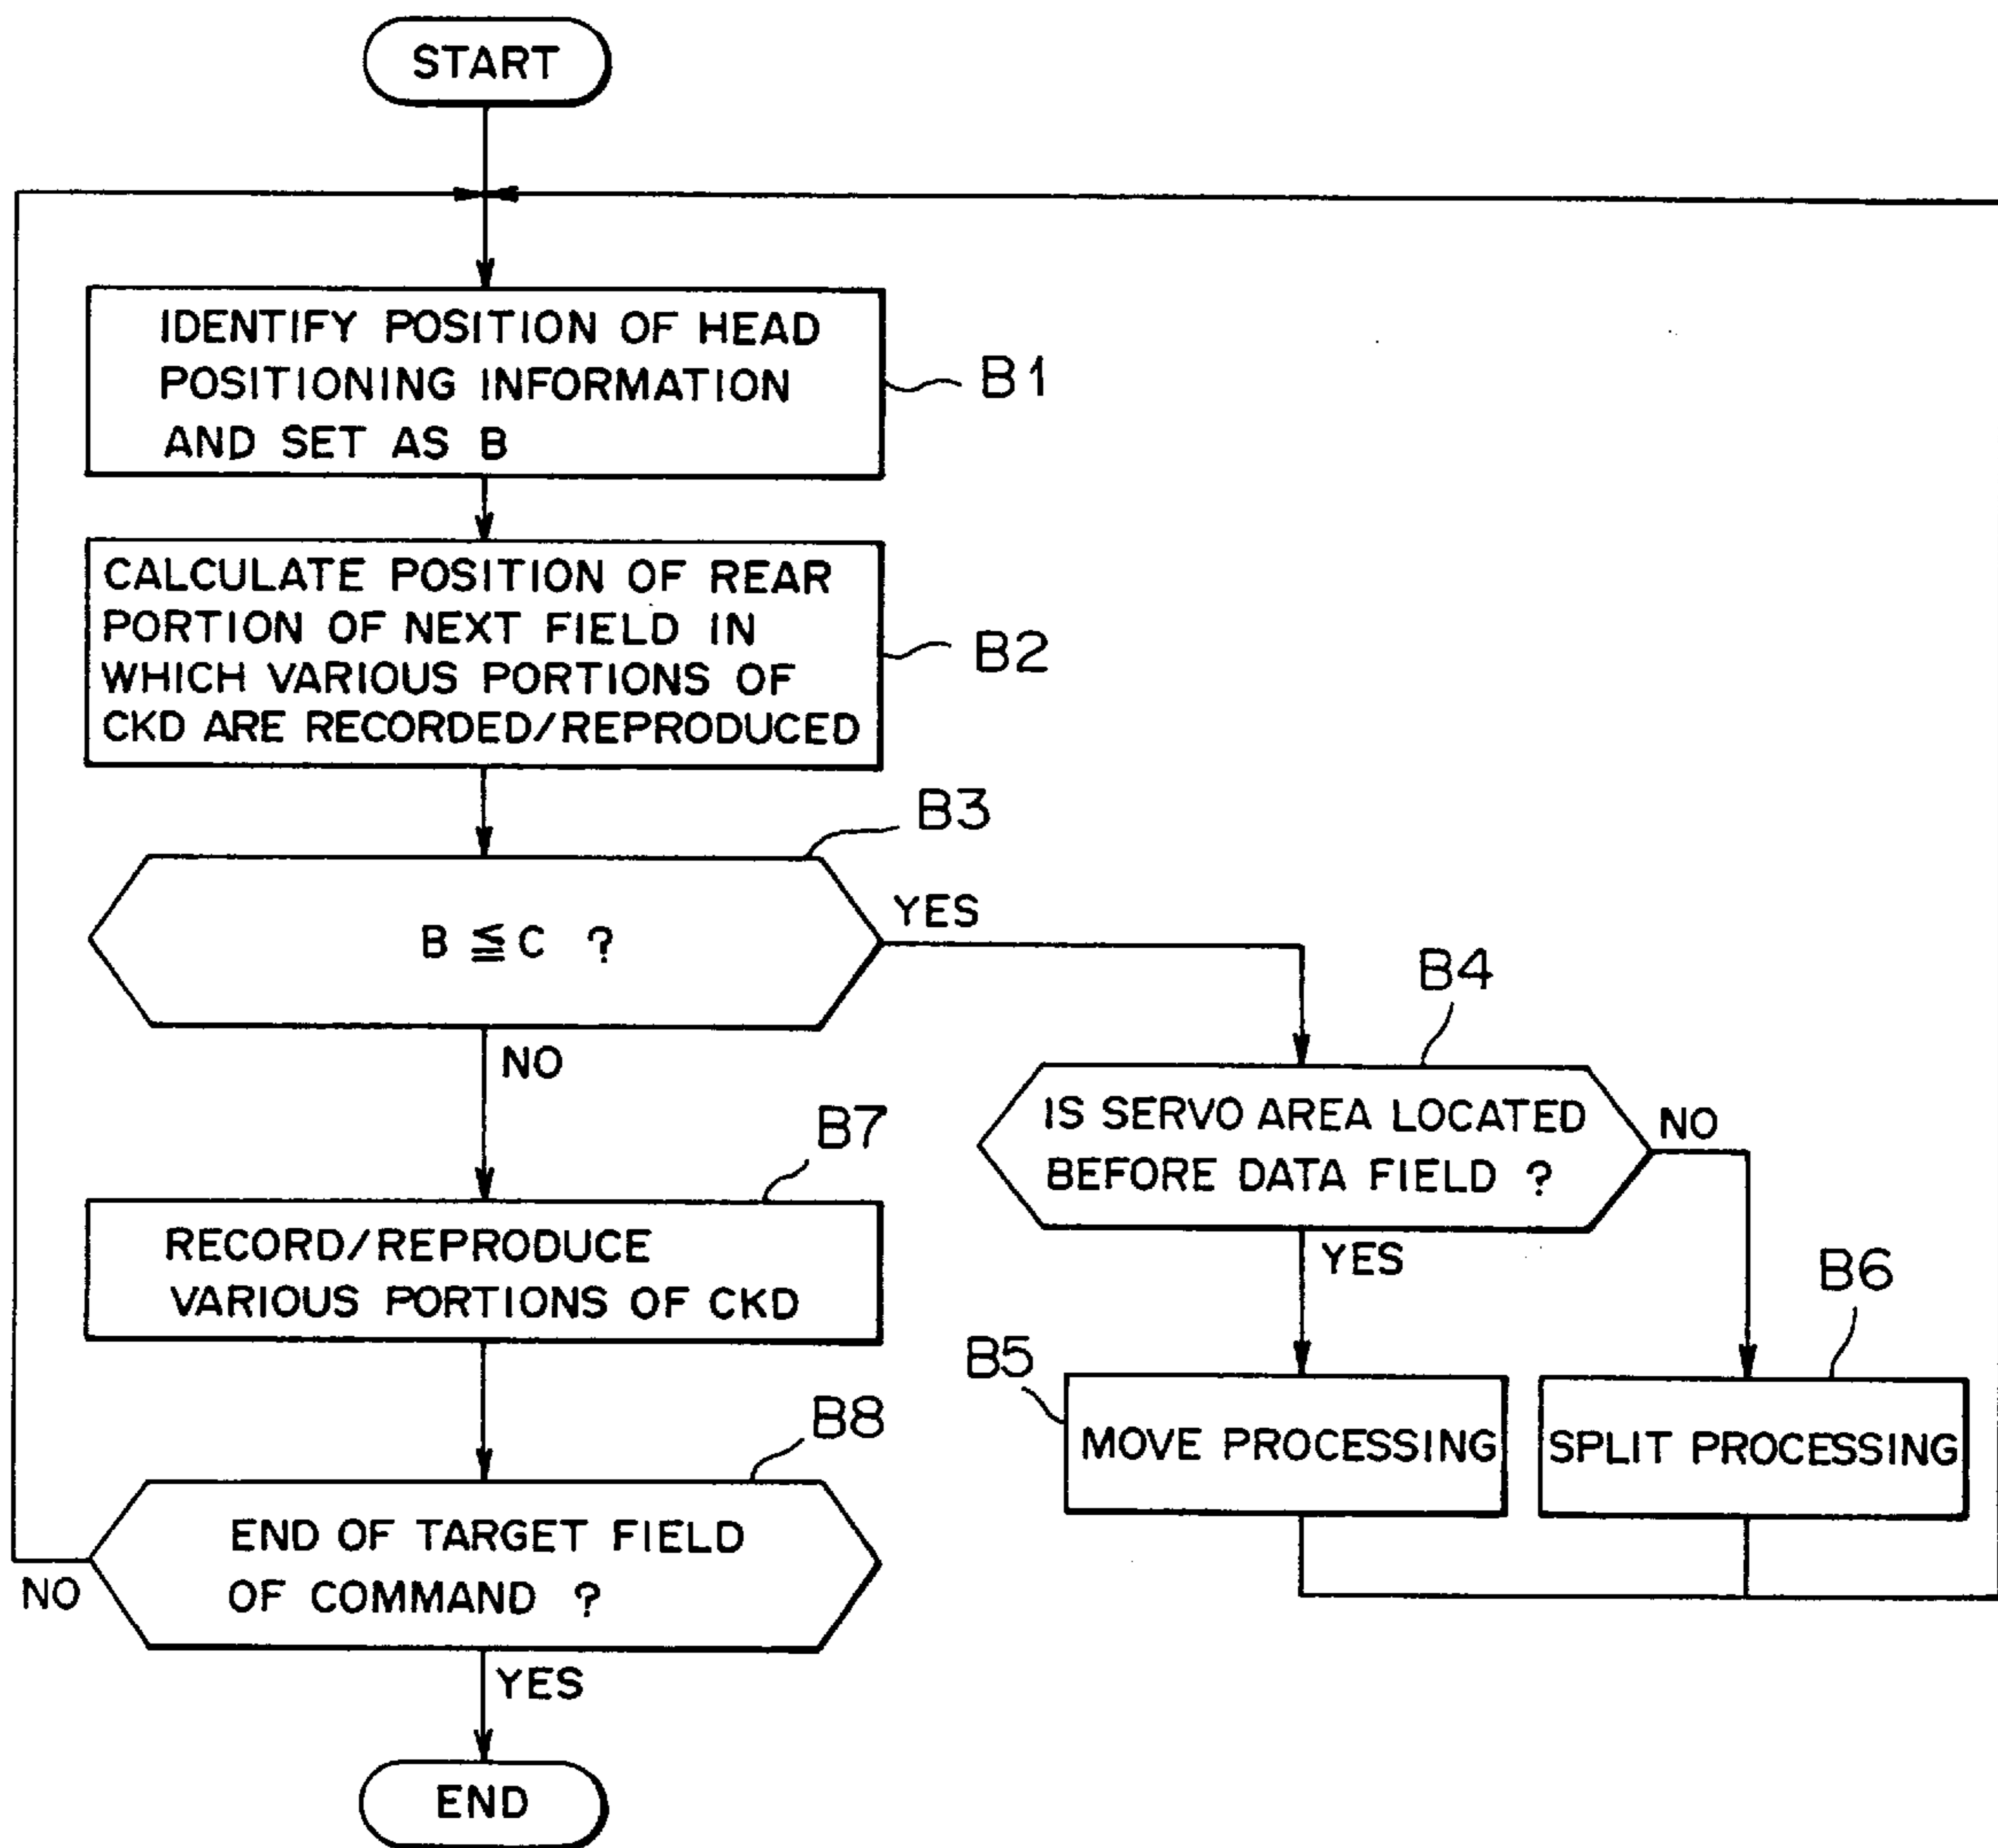 START
IDENTIFY POSITION OF HEAD
POSITIONING INFORMATION
AND SET AS B
B1
CALCULATE POSITION OF REAR
PORTION OF NEXT FIELD IN
WHICH VARIOUS PORTIONS OF
CKD ARE RECORDED/REPRODUCED
B2
B3
B ≦ C ?
YES
NO
B4
IS SERVO AREA LOCATED
BEFORE DATA FIELD ?
NO
YES
B7
RECORD/REPRODUCE
VARIOUS PORTIONS OF CKD
B5
MOVE PROCESSING
B6
SPLIT PROCESSING
B8
END OF TARGET FIELD
OF COMMAND ?
NO
YES
END